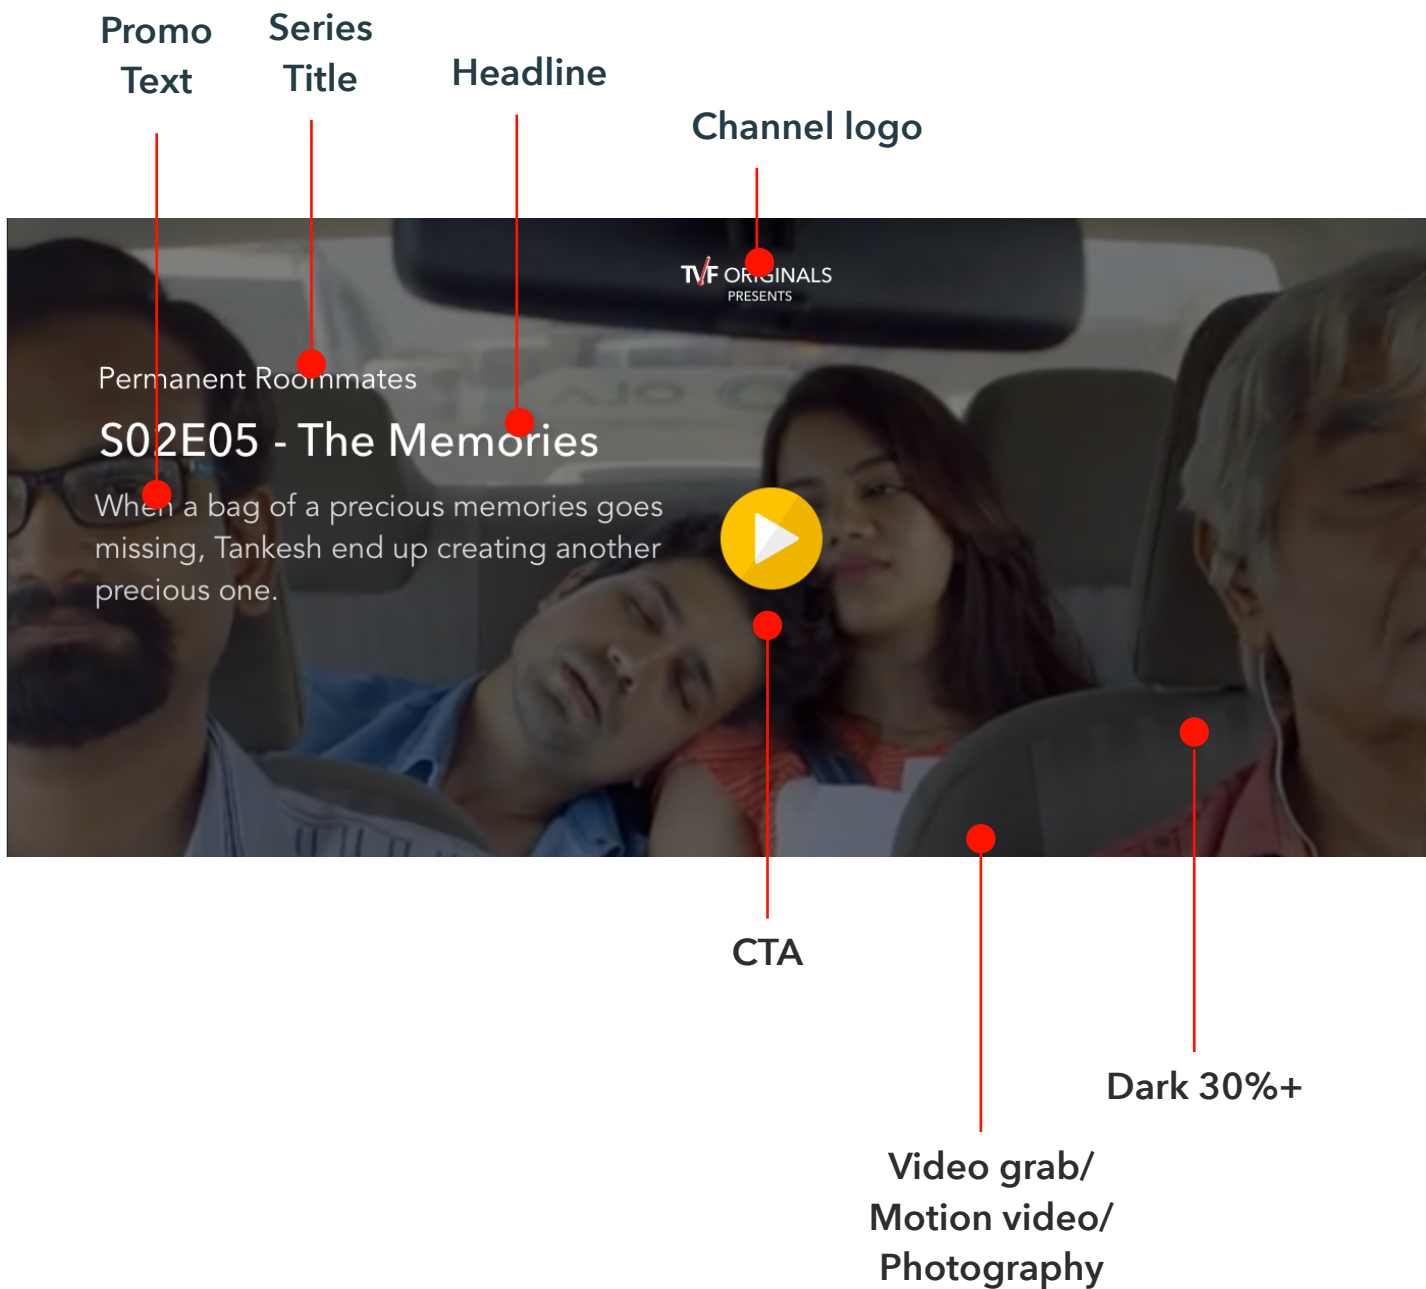 Promo
Text
Series
Title
Headline
Channel logo
TVF ORIGINALS
PRESENTS
OLA
Permanent Roommates
S02E05 - The Memories
When a bag of a precious memories goes
missing, Tankesh end up creating another
precious one.
CTA
Dark 30%+
Video grab/
Motion video/
Photography